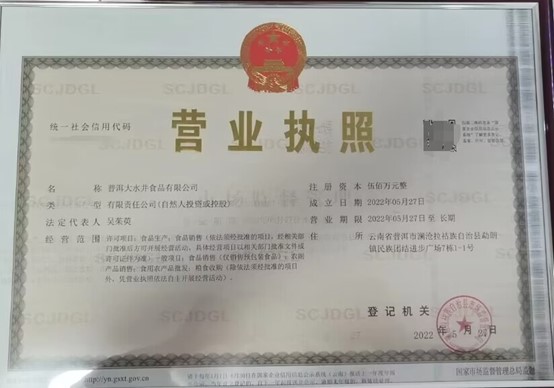 SCJDGL
SCJDGL
SCJDGL
营业执照
统一社会信用代码
名 称 普洱大水井食品有限公司
类 型 有限责任公司(自然人投资或控股)
法定代表人 吴英英
经营范围 许可项目:食品生产;食品销售(依法须经批准的项目,经相关部
门批准后方可开展经营活动,具体经营项目以相关部门批准文件或
许可证件为准)一般项目:食品销售(仅销售预包装食品);农副
产品销售;食用农产品批发;粮食收购(除依法须经批准的项目
外,凭营业执照依法自主开展经营活动)。
注册资本 伍佰万元整
成立日期 2022年05月27日
营业期限 2022年05月27日至 长期
住所 云南省普洱市澜沧拉祜族自治县勐朗
镇民族团结进步广场7栋1-1号
登记机关
2022 年 5 月 日
国家市场监督管理总局监制